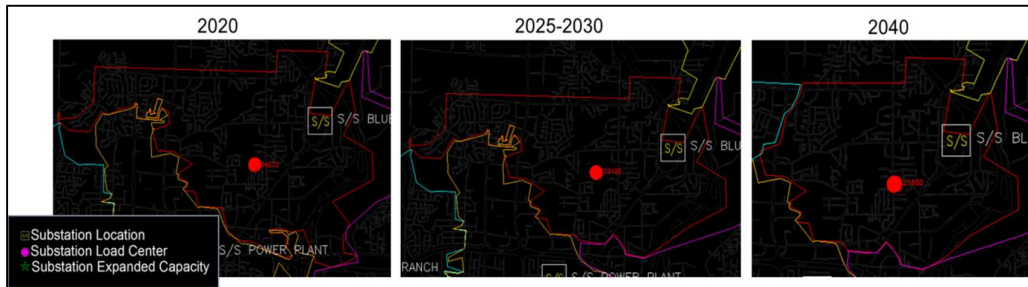 2020
2025-2030
2040
S/S
S/S BLUE
S/S
S/S BLU
S/S
S/S BL
S/S POWER PLANT
RANCH
S/S
S/S POWER PLANT
Substation Location
Substation Load Center
Substation Expanded Capacity